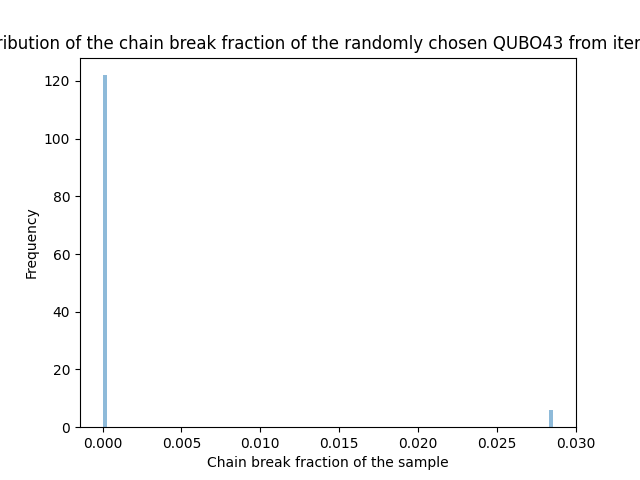 ribution of the chain break fraction of the randomly chosen QUBO43 from iter
120
100
80
60
40
20
0
Frequency
0.000 0.005 0.010 0.015 0.020 0.025 0.030
Chain break fraction of the sample